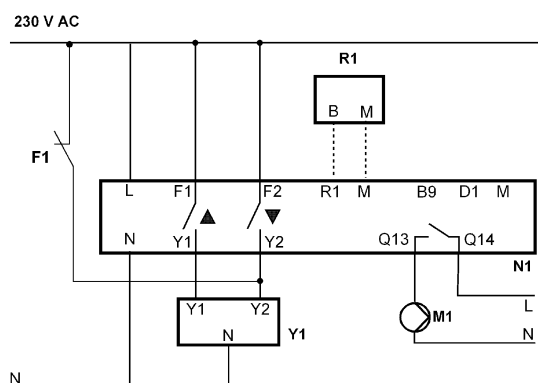 230 V AC
R1
B M
F1
L F1 F2 R1 M B9 D1 M
N Y1 Y2 Q13 Q14
N1
Y1 Y2
N
Y1
M1
L
N
N